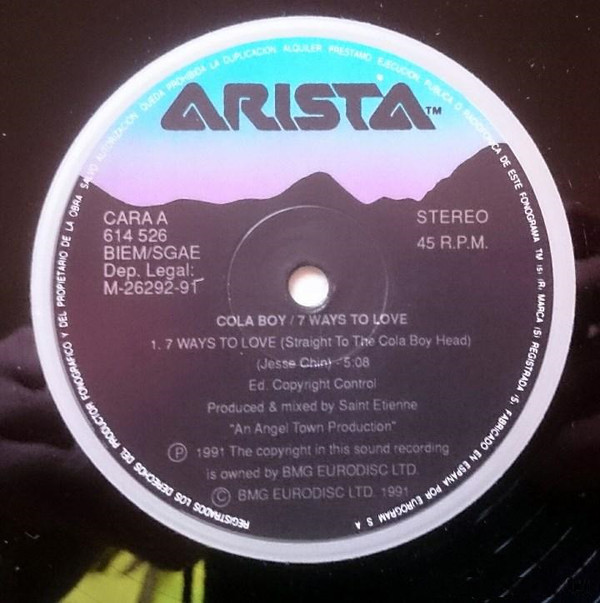 SALVO AUTORIZACION QUEDA PROHIBIDA LA DUPLICACION ALQUILER PRESTAMO EJECUCION PUBLICA O RADIOFONICA DE ESTE FONOGRAMA TM (S) (R) MARCA (S) REGISTRADA (S) FABRICADO EN ESPAÑA POR EUROGRAM S A
ARISTA™
CARA A
614 526
BIEM/SGAE
Dep. Legal:
M-26292-91
STEREO
45 R.P.M.
COLA BOY / 7 WAYS TO LOVE
1. 7 WAYS TO LOVE (Straight To The Cola Boy Head)
(Jesse Chin) - 5:08
Ed. Copyright Control
Produced & mixed by Saint Etienne
"An Angel Town Production"
Ⓟ 1991 The copyright in this sound recording
is owned by BMG EURODISC LTD.
© BMG EURODISC LTD. 1991
REGISTRADOS LOS DERECHOS DEL PRODUCTOR FONOGRAFICO Y DEL PROPIETARIO DE LA OBRA